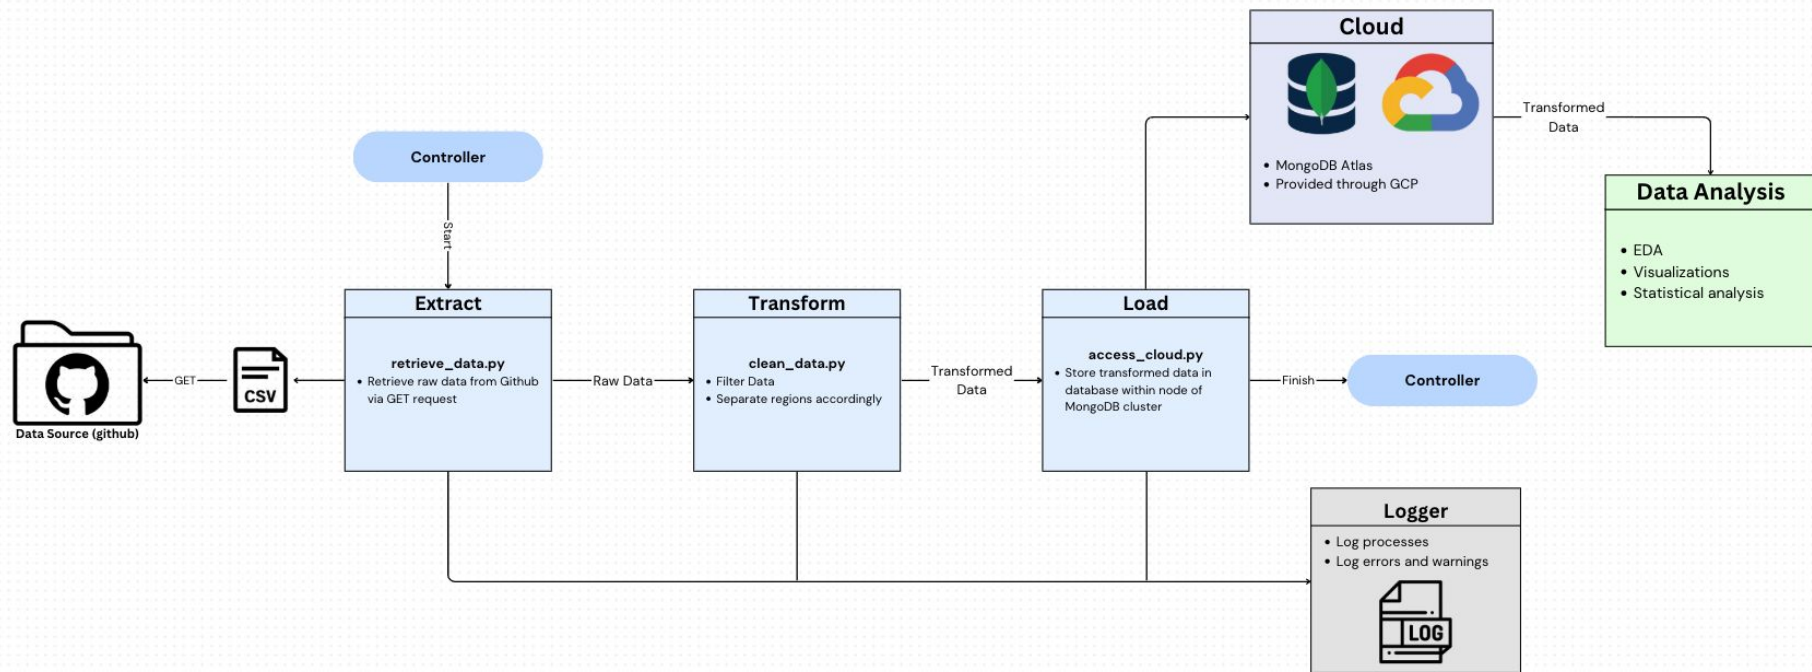 Cloud
• MongoDB Atlas
• Provided through GCP
Transformed
Data
Data Analysis
• EDA
• Visualizations
• Statistical analysis
Controller
Start
Extract
retrieve_data.py
• Retrieve raw data from Github
via GET request
GET
CSV
Data Source (github)
Raw Data
Transform
clean_data.py
• Filter Data
• Separate regions accordingly
Transformed
Data
Load
access_cloud.py
• Store transformed data in
database within node of
MongoDB cluster
Finish
Controller
Logger
• Log processes
• Log errors and warnings
LOG